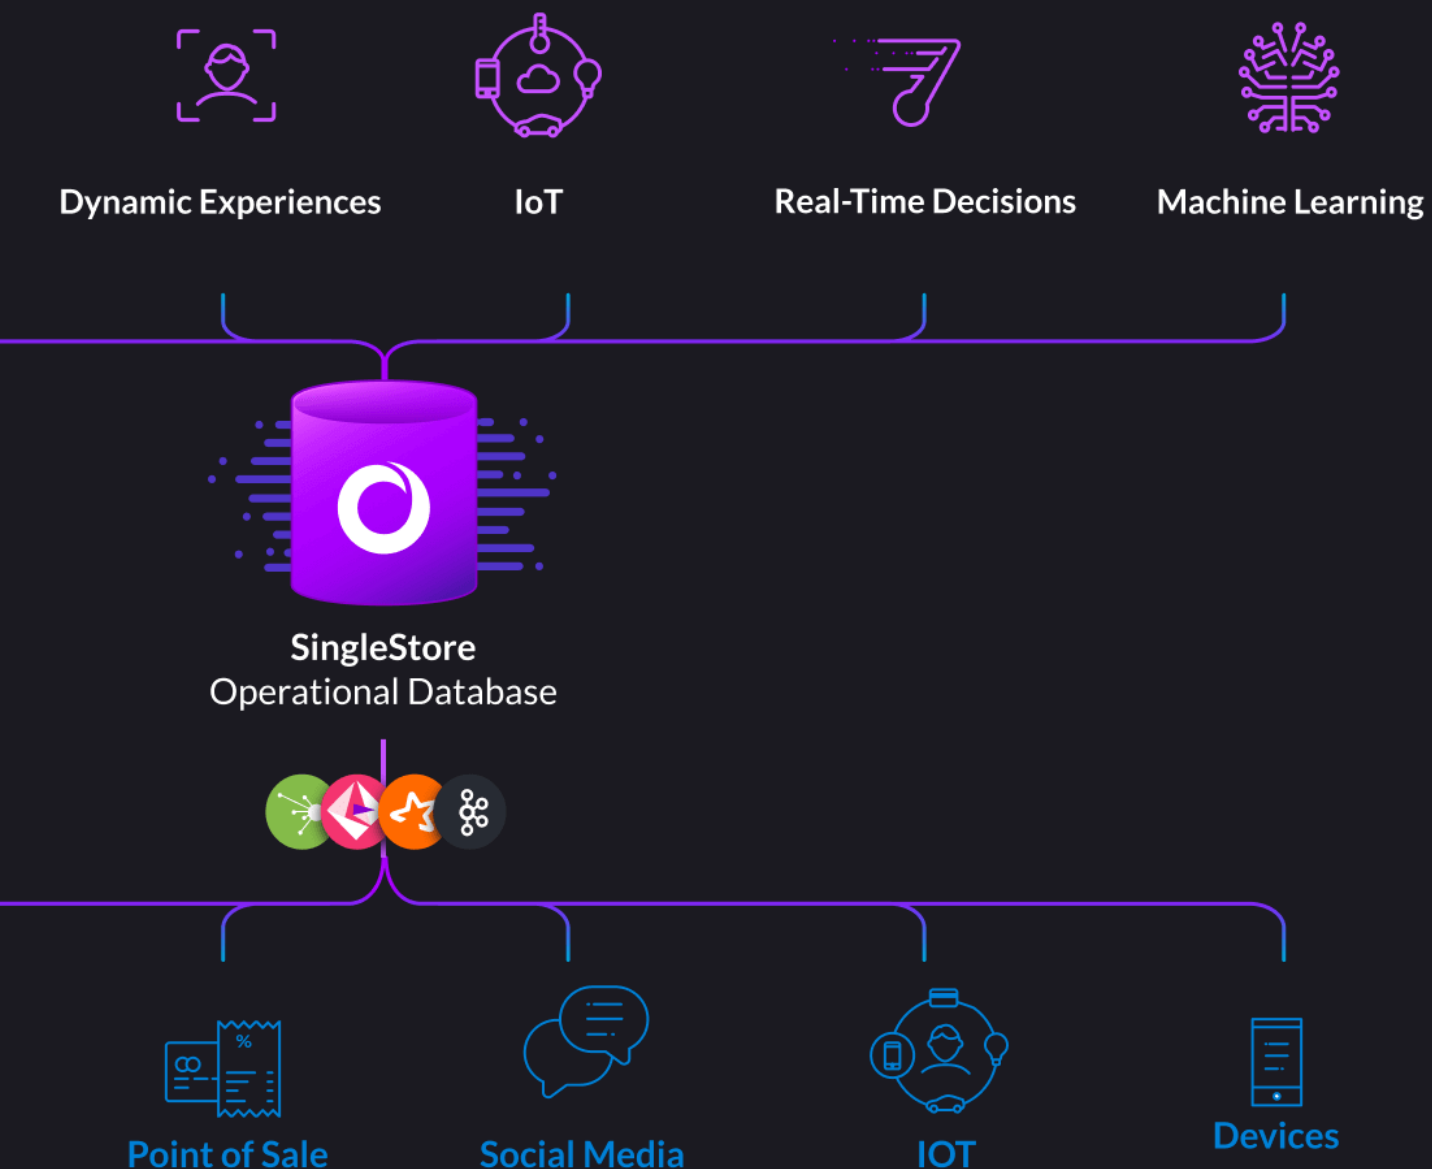 Dynamic Experiences
IoT
Real-Time Decisions
Machine Learning
SingleStore
Operational Database
%
Point of Sale
Social Media
IOT
Devices